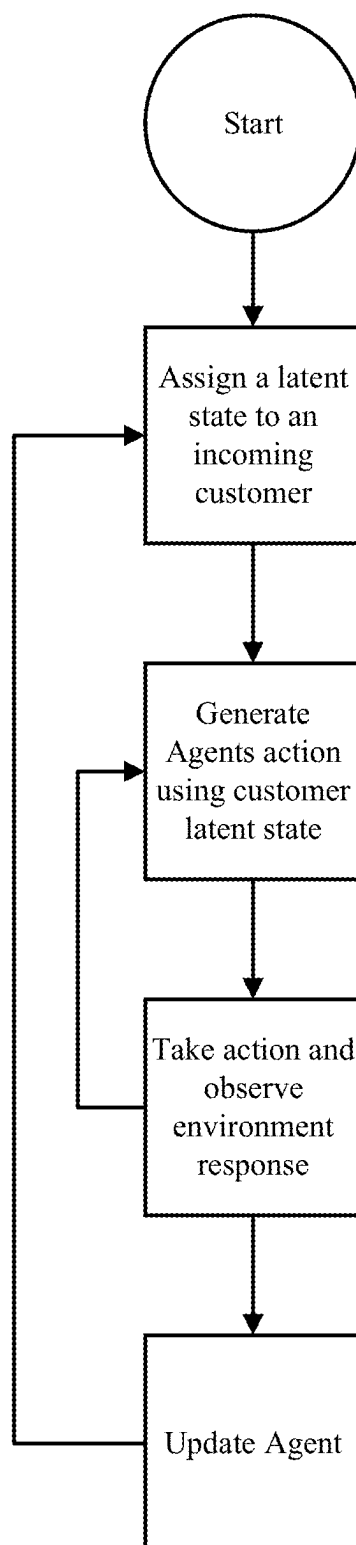 Start
Assign a latent
state to an
incoming
customer
Generate
Agents action
using customer
latent state
Take action and
observe
environment
response
Update Agent